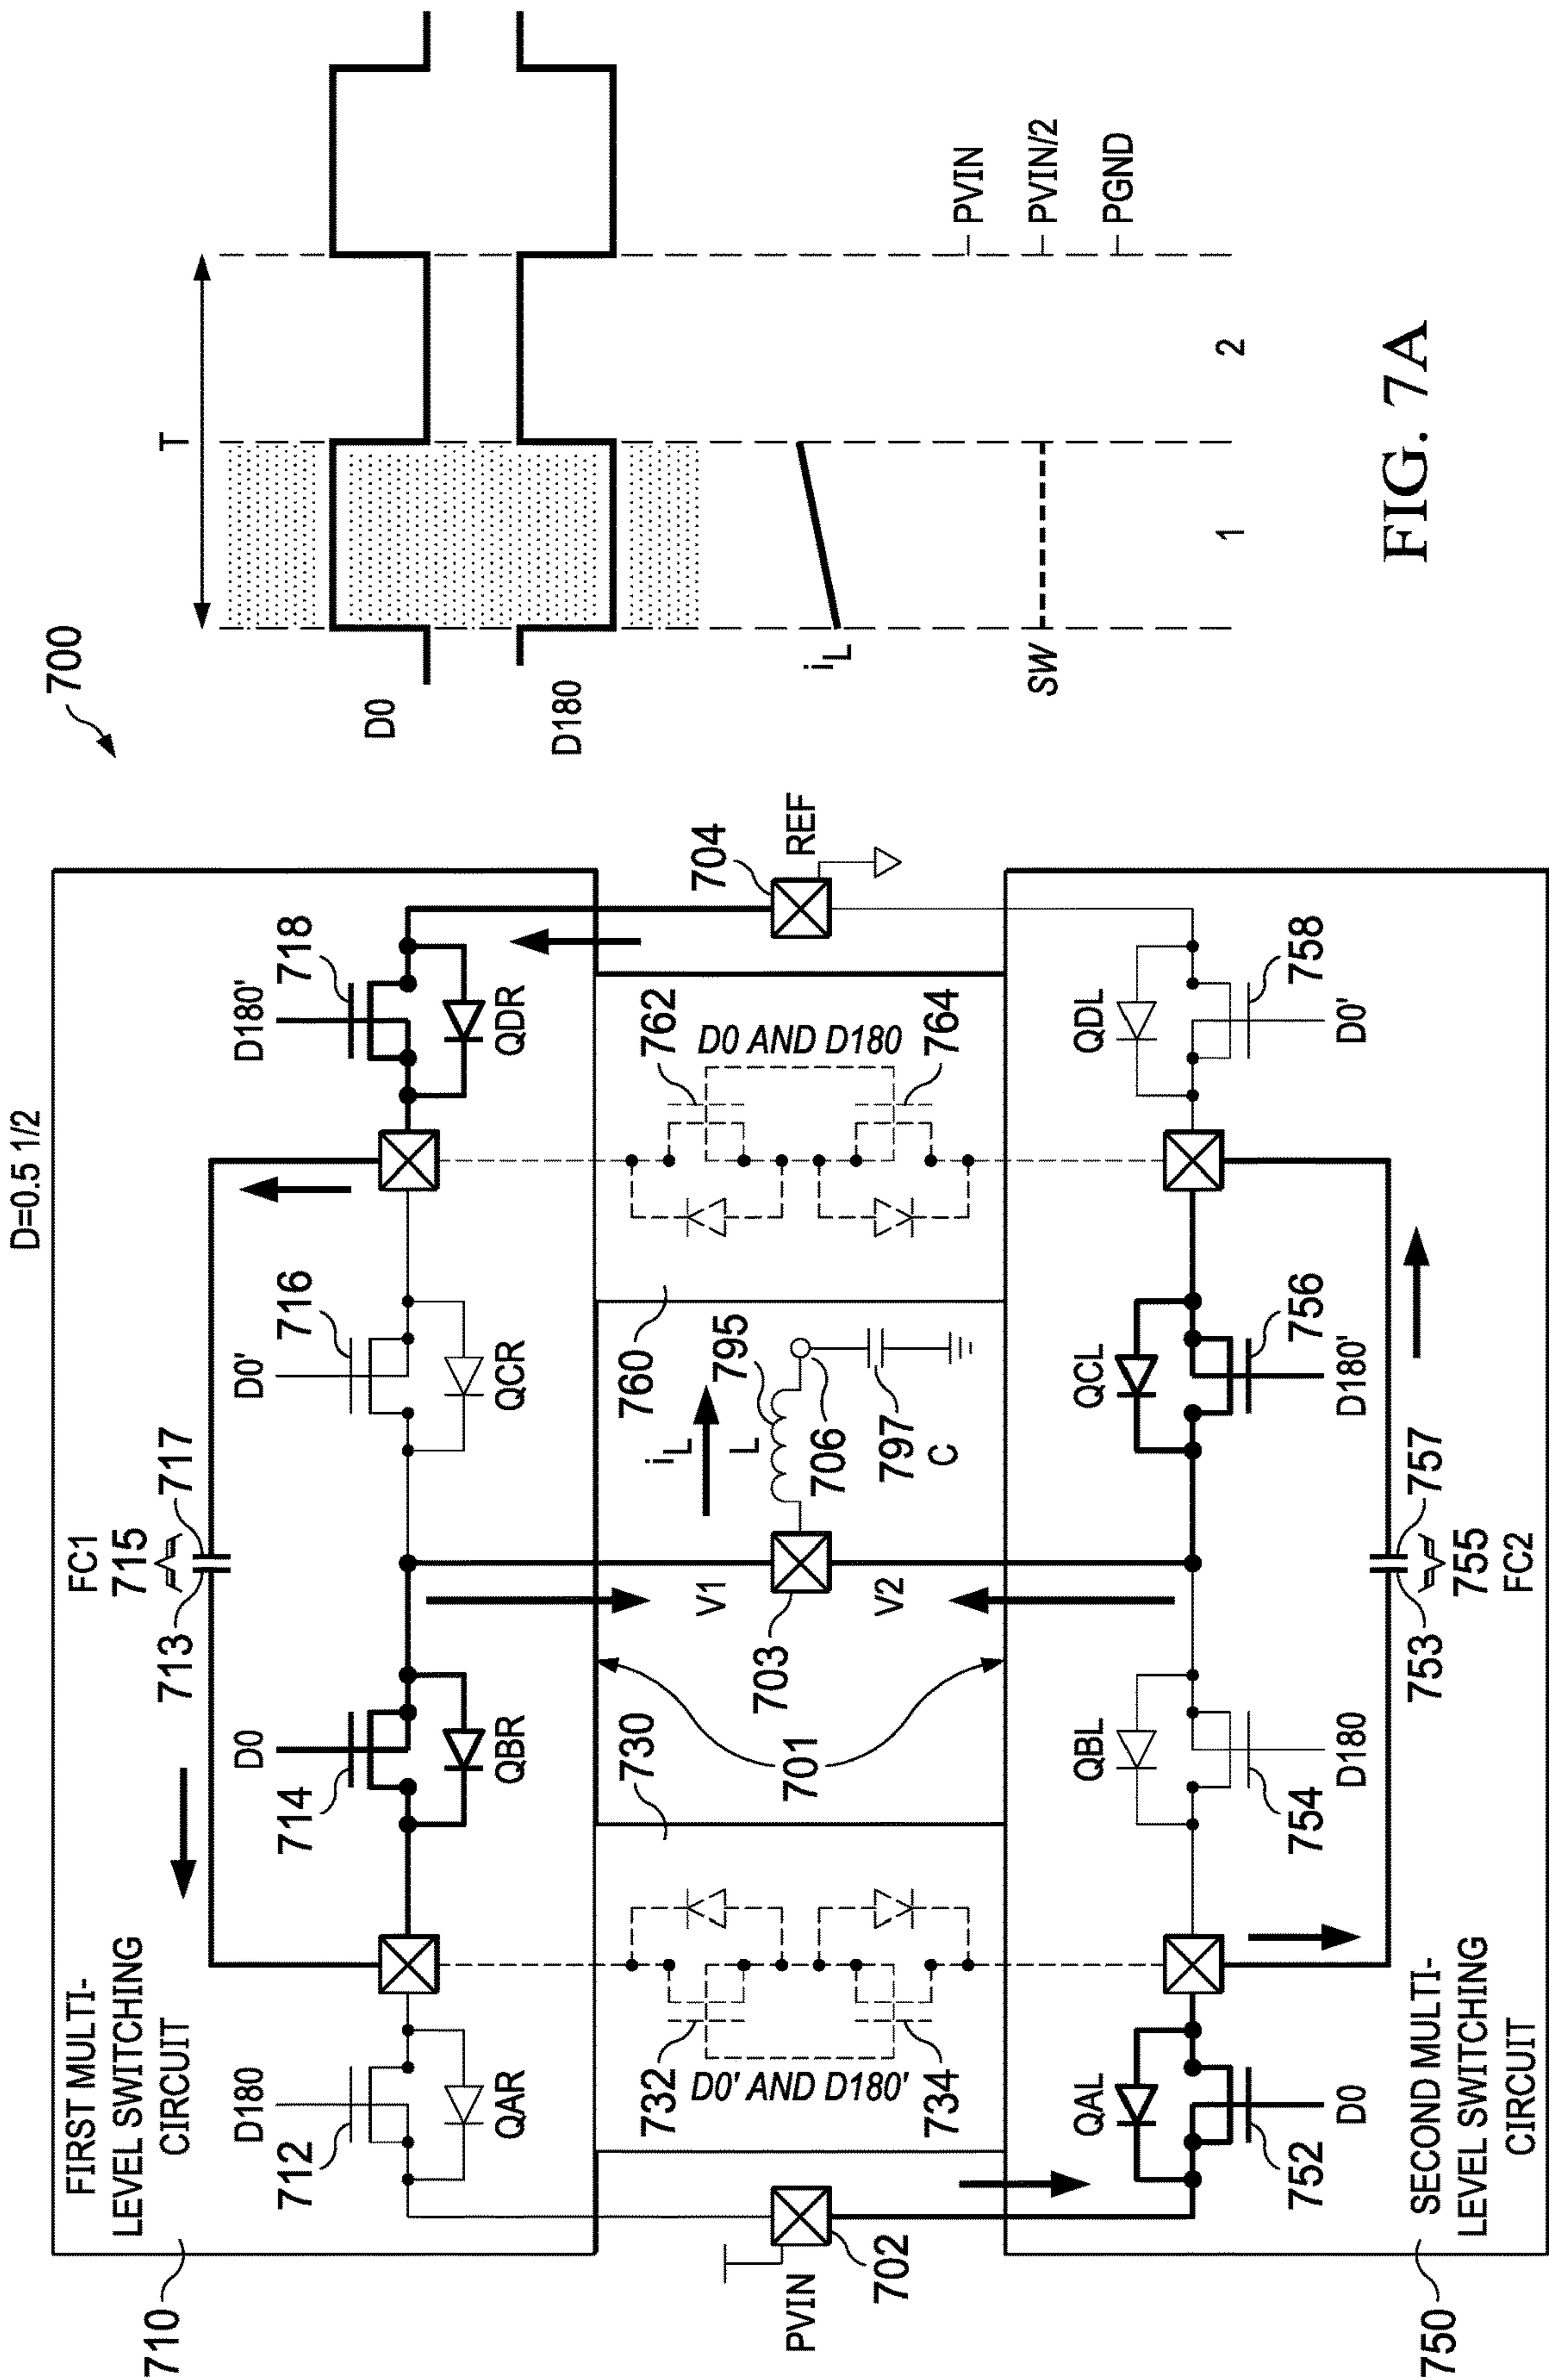 D=0.5 1/2
700
FIRST MULTI-
LEVEL SWITCHING
CIRCUIT
710
FC1
715
713
717
D180
712
QAR
D0
714
QBR
D0'
716
QCR
D180'
718
QDR
PVIN
702
732
D0' AND D180'
734
730
701
V1
703
V2
iL
L
795
706
797
C
760
762
D0 AND D180
764
704
REF
QAL
752
D0
QBL
754
D180
QCL
756
D180'
QDL
758
D0'
753
757
755
FC2
SECOND MULTI-
LEVEL SWITCHING
CIRCUIT
750
T
D0
D180
iL
SW
PVIN
PVIN/2
PGND
1
2
FIG. 7A